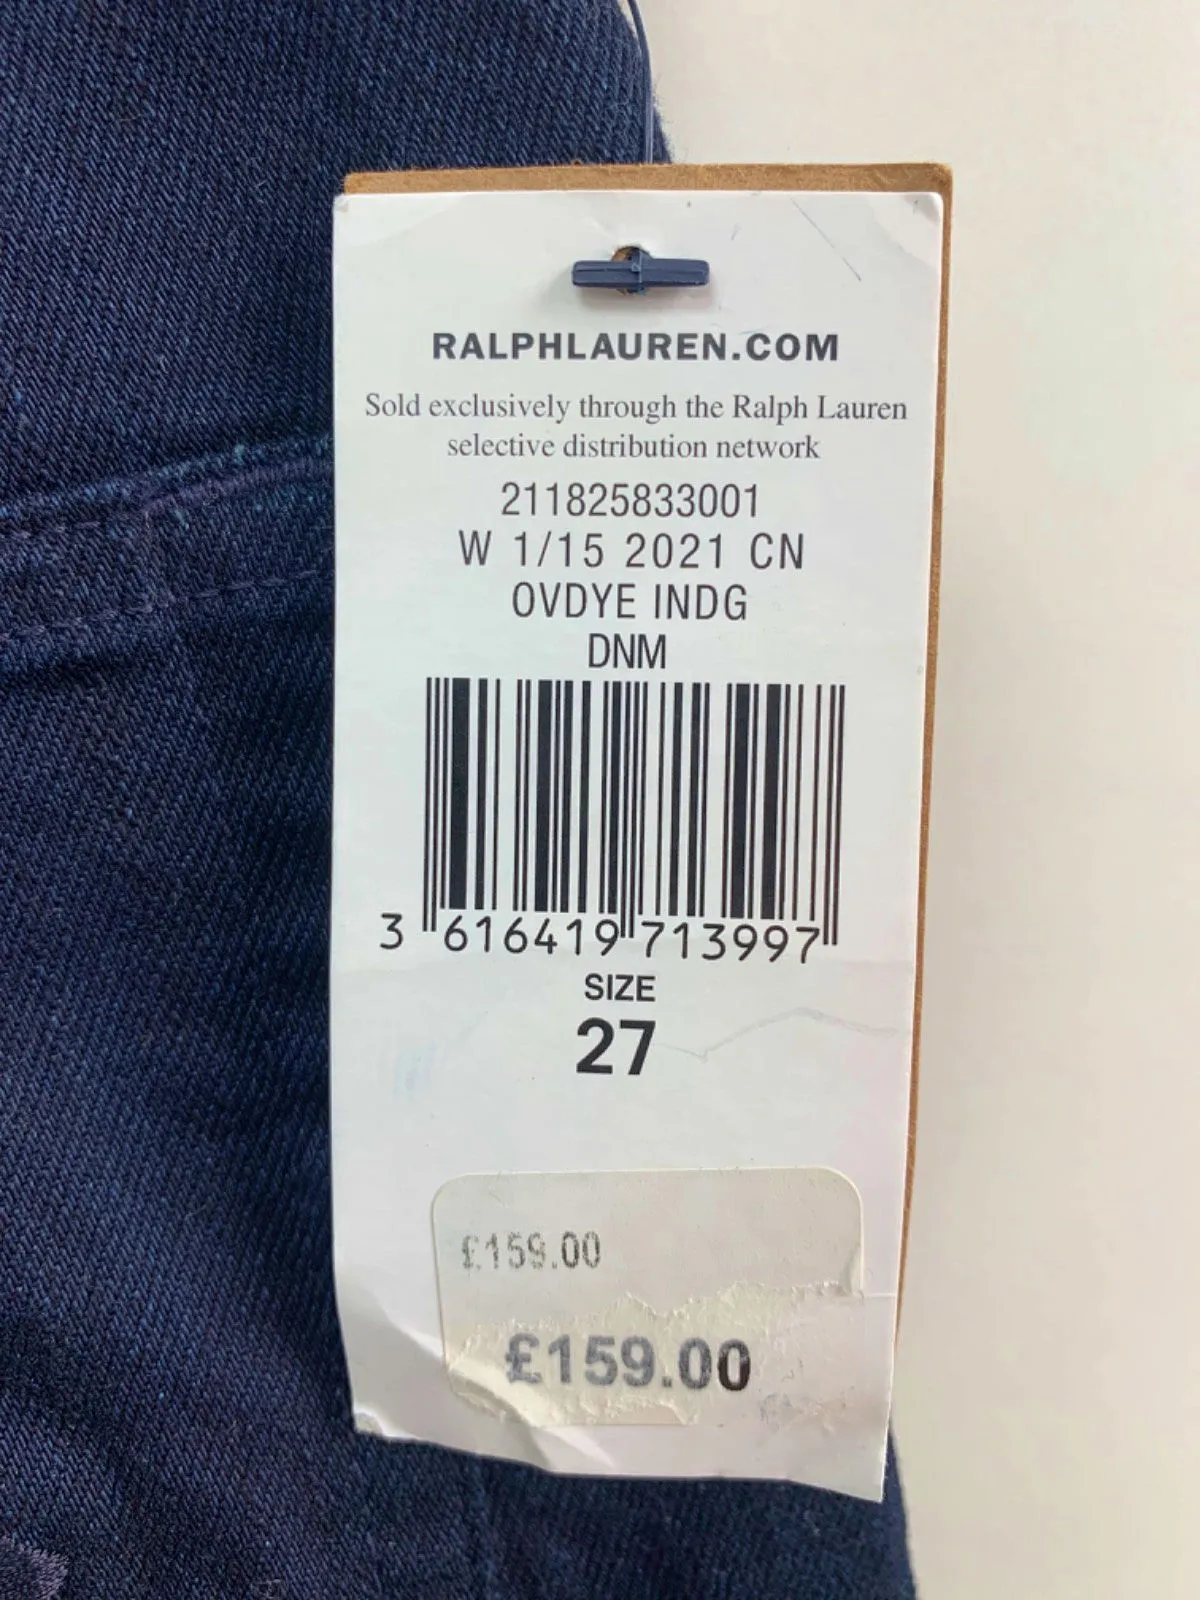 RALPHLAUREN.COM
Sold exclusively through the Ralph Lauren
selective distribution network
211825833001
W 1/15 2021 CN
OVDYE INDG
DNM
3 616419 713997
SIZE
27
£159.00
£159.00